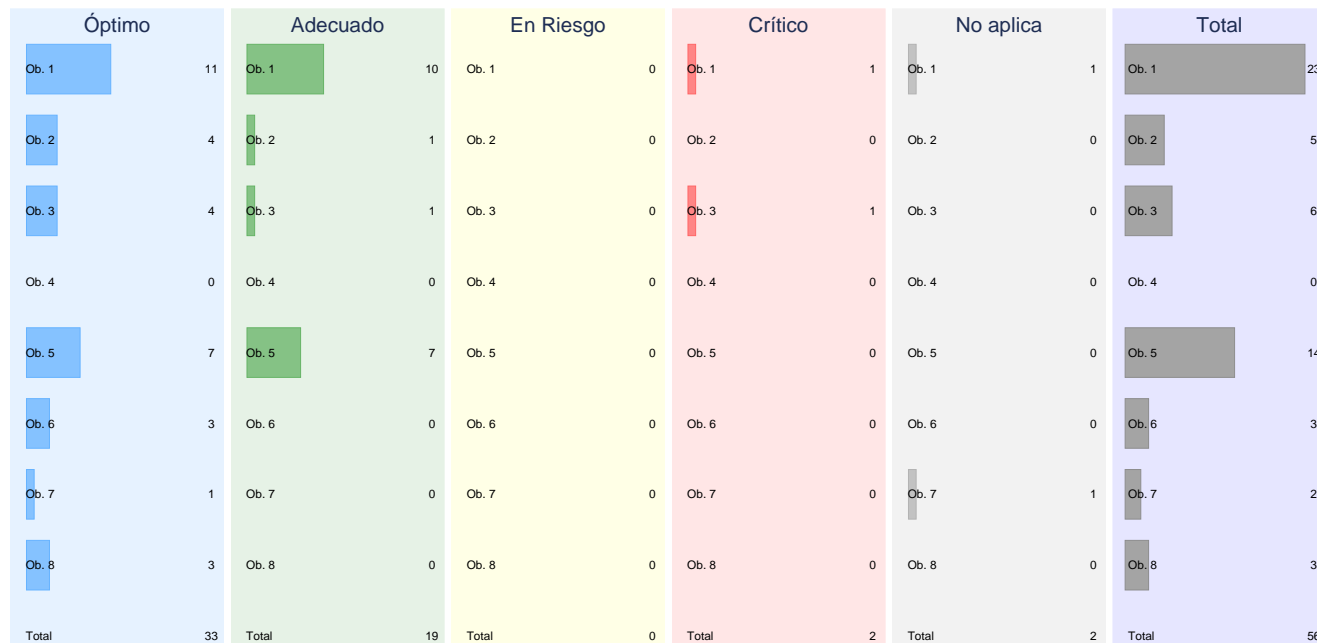 Óptimo Adecuado En Riesgo Crítico No aplica Total
Ob. 1 11 Ob. 1 10 Ob. 1 0 Ob. 1 1 Ob. 1 1 Ob. 1 23
Ob. 2 4 Ob. 2 1 Ob. 2 0 Ob. 2 0 Ob. 2 0 Ob. 2 5
Ob. 3 4 Ob. 3 1 Ob. 3 0 Ob. 3 1 Ob. 3 0 Ob. 3 6
Ob. 4 0 Ob. 4 0 Ob. 4 0 Ob. 4 0 Ob. 4 0 Ob. 4 0
Ob. 5 7 Ob. 5 7 Ob. 5 0 Ob. 5 0 Ob. 5 0 Ob. 5 14
Ob. 6 3 Ob. 6 0 Ob. 6 0 Ob. 6 0 Ob. 6 0 Ob. 6 3
Ob. 7 1 Ob. 7 0 Ob. 7 0 Ob. 7 0 Ob. 7 1 Ob. 7 2
Ob. 8 3 Ob. 8 0 Ob. 8 0 Ob. 8 0 Ob. 8 0 Ob. 8 3
Total 33 Total 19 Total 0 Total 2 Total 2 Total 56